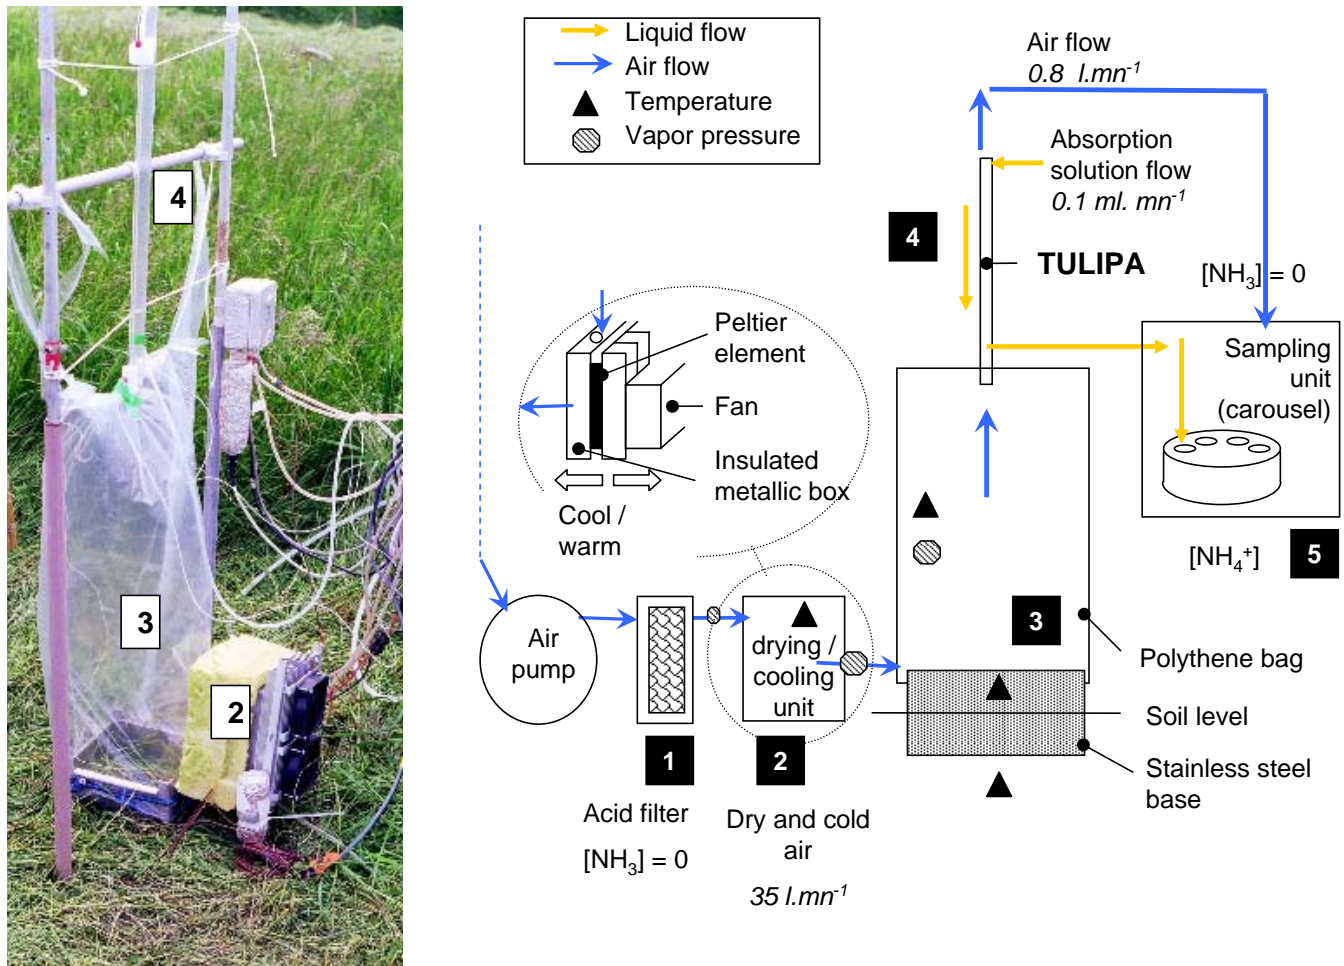 4
3
2
Liquid flow
Air flow
Temperature
Vapor pressure
Air flow
0.8 l.mn-1
Absorption
solution flow
0.1 ml. mn-1
4
TULIPA
[NH3] = 0
Sampling
unit
(carousel)
[NH4+]
5
Peltier
element
Fan
Insulated
metallic box
Cool /
warm
Air
pump
drying /
cooling
unit
3
Polythene bag
Soil level
Stainless steel
base
1
2
Acid filter
[NH3] = 0
Dry and cold
air
35 l.mn-1